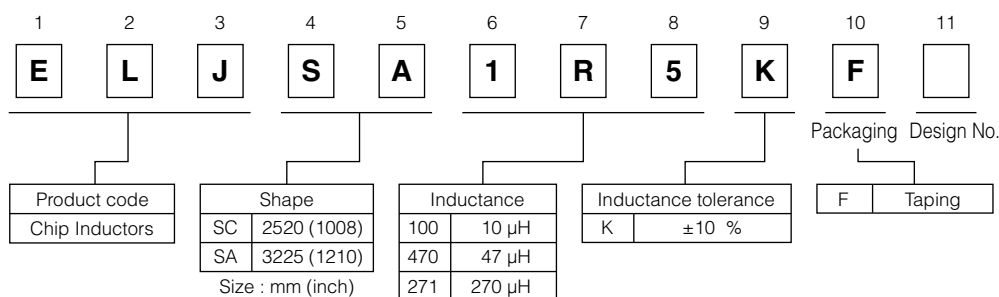 1 2 3 4 5 6 7 8 9 10 11
E L J S A 1 R 5 K F
Packaging Design No.
Product code
Chip Inductors
Shape
SC 2520 (1008)
SA 3225 (1210)
Size : mm (inch)
Inductance
100 10 µH
470 47 µH
271 270 µH
Inductance tolerance
K ±10 %
F Taping